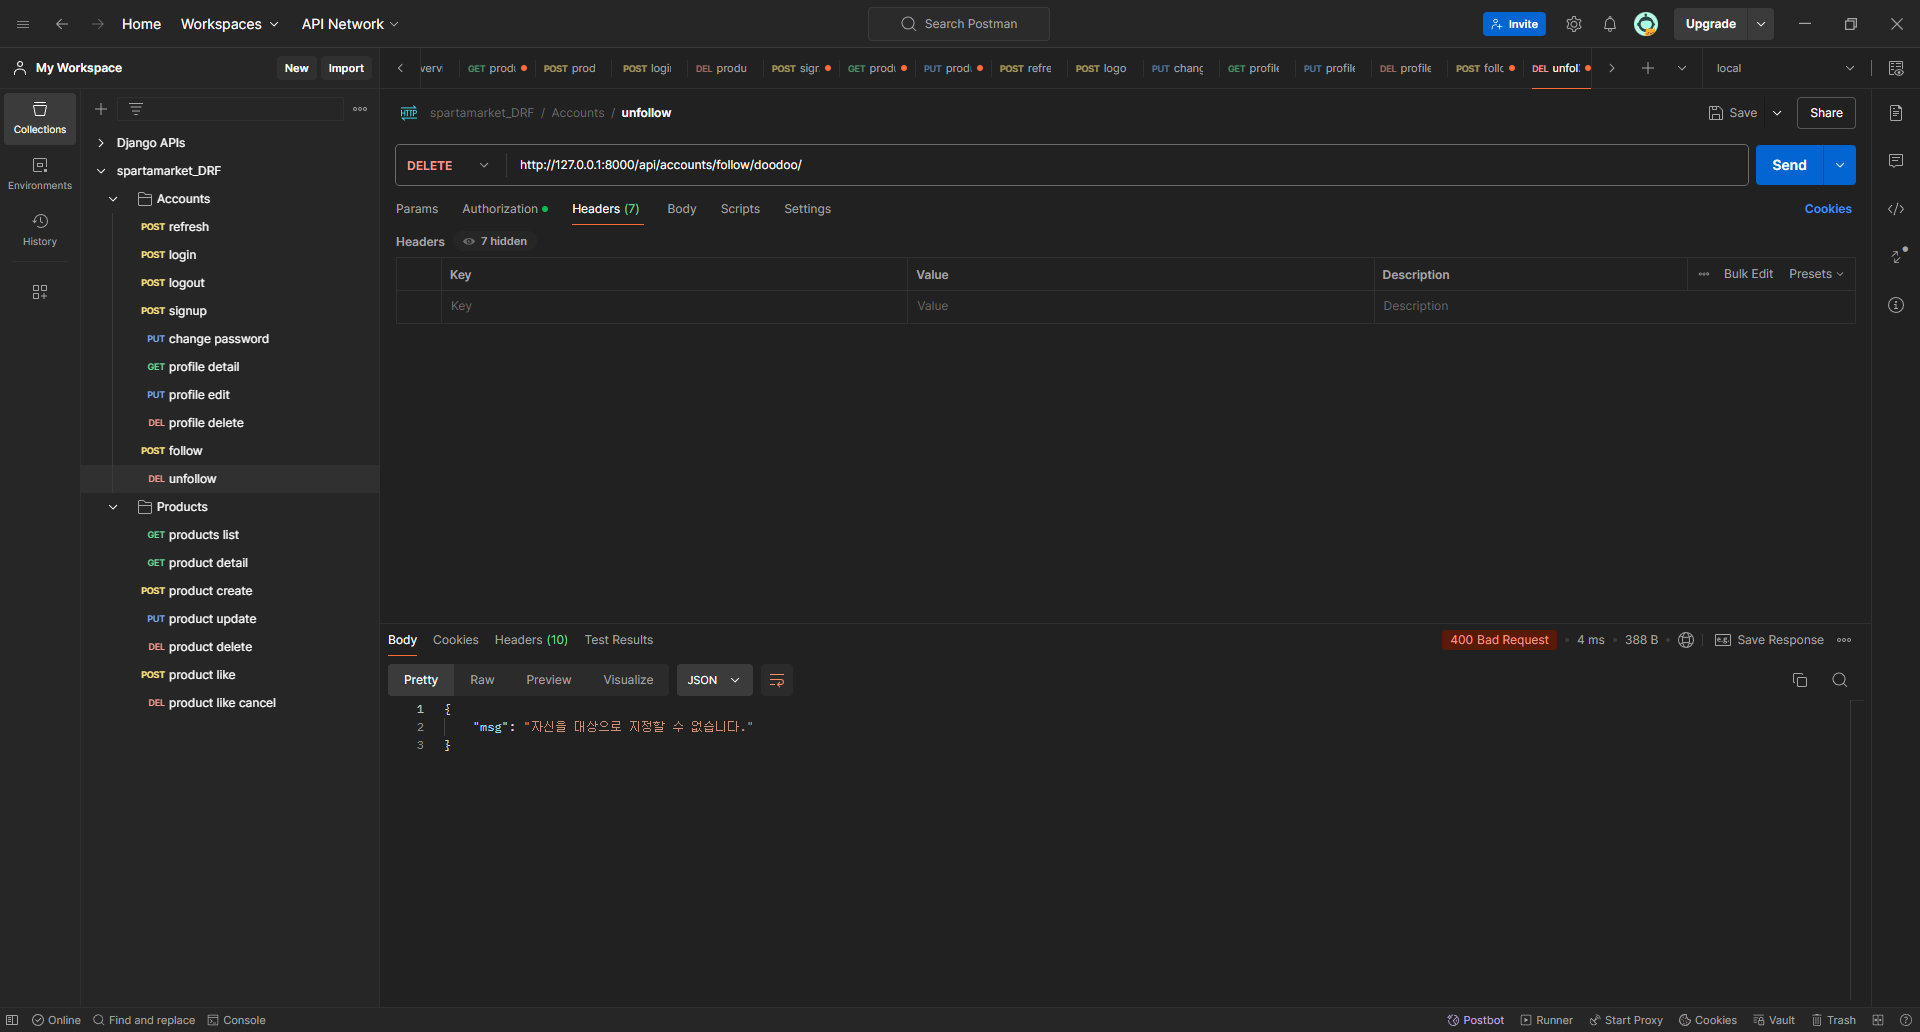 Home Workspaces API Network Search Postman Invite Upgrade
My Workspace New Import
GET produ POST prod POST login DEL produ POST sign GET produ PUT produ POST refre POST logo PUT chang GET profile PUT profile DEL profile POST follo DEL unfoll local
Collections
Environments
History
Django APIs
spartamarket_DRF
Accounts
POST refresh
POST login
POST logout
POST signup
PUT change password
GET profile detail
PUT profile edit
DEL profile delete
POST follow
DEL unfollow
Products
GET products list
GET product detail
POST product create
PUT product update
DEL product delete
POST product like
DEL product like cancel
HTTP spartamarket_DRF / Accounts / unfollow Save Share
DELETE http://127.0.0.1:8000/api/accounts/follow/doodoo/ Send
Params Authorization Headers (7) Body Scripts Settings Cookies
Headers 7 hidden
Key Value Description Bulk Edit Presets
Key Value Description
Body Cookies Headers (10) Test Results 400 Bad Request 4 ms 388 B e.g. Save Response
Pretty Raw Preview Visualize JSON
1 {
2 "msg": "자신을 대상으로 지정할 수 없습니다."
3 }
Online Find and replace Console Postbot Runner Start Proxy Cookies Vault Trash